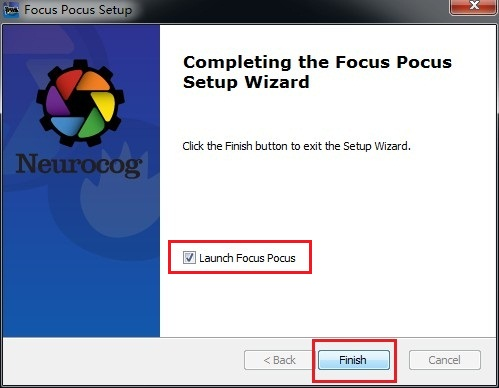 Focus Pocus Setup
Completing the Focus Pocus
Setup Wizard
Click the Finish button to exit the Setup Wizard.
Neurocog
Launch Focus Pocus
< Back
Finish
Cancel